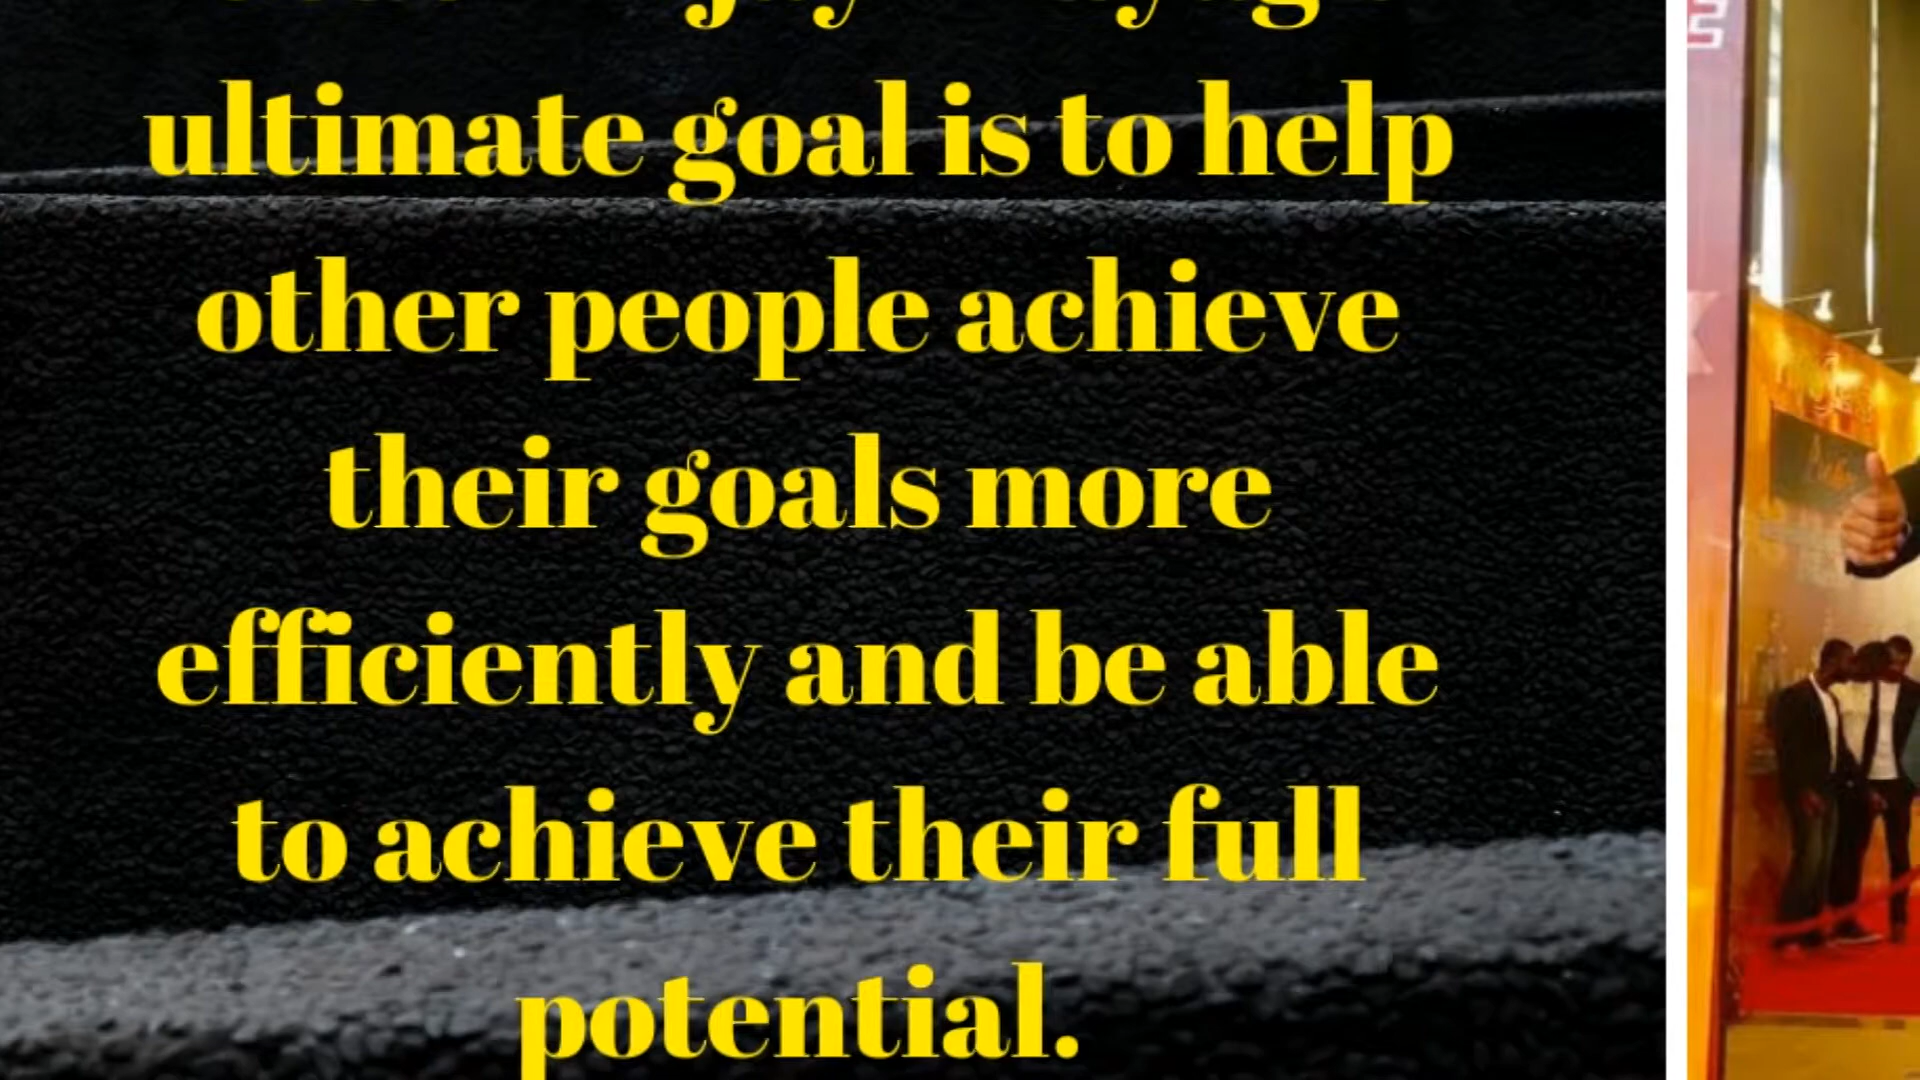 ultimate goal is to help
other people achieve
their goals more
efficiently and be able
to achieve their full
potential.